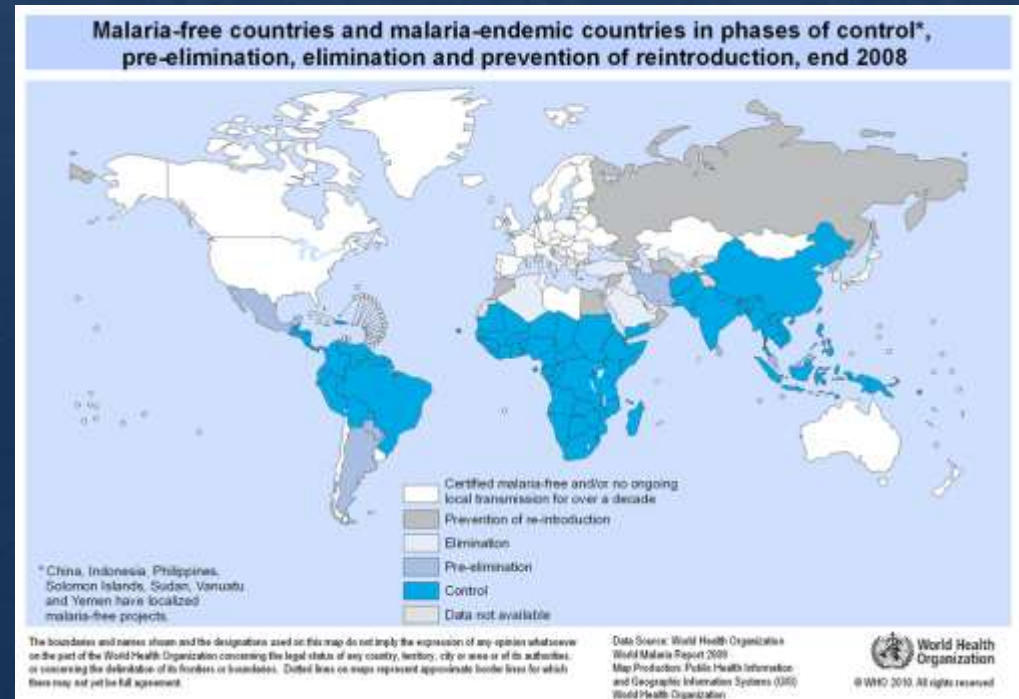 Malaria-free countries and malaria-endemic countries in phases of control*,
pre-elimination, elimination and prevention of reintroduction, end 2008
Certified malaria-free and/or no ongoing
local transmission for over a decade
Prevention of re-introduction
Elimination
Pre-elimination
Control
Data not available
* China, Indonesia, Philippines,
Solomon Islands, Sudan, Vanuatu
and Yemen have localized
malaria-free projects.
The boundaries and names shown and the designations used on this map do not imply the expression of any opinion whatsoever
on the part of the World Health Organization concerning the legal status of any country, territory, city or area or of its authorities,
or concerning the delimitation of its frontiers or boundaries. Dotted lines on maps represent approximate border lines for which
there may not yet be full agreement.
Data Source: World Health Organization
World Malaria Report 2009
Map Production: Public Health Information
and Geographic Information Systems (GIS)
World Health Organization
World Health
Organization
© WHO 2010. All rights reserved